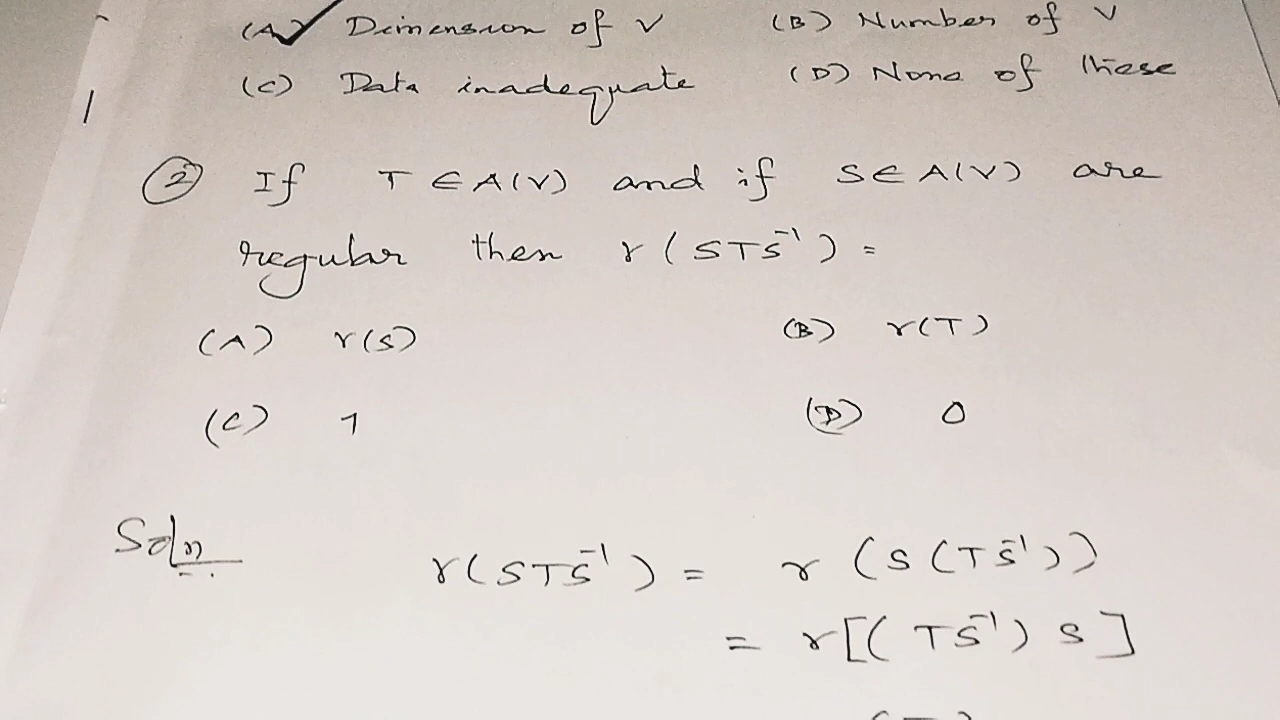 (A) Dimension of V (B) Number of V
(C) Data inadequate (D) None of these
(2) If T ∈ A(V) and if S ∈ A(V) are
regular then r(STS⁻¹) =
(A) r(S) (B) r(T)
(C) 1 (D) 0
Soln
r(STS⁻¹) = r(S(TS⁻¹))
= r[(TS⁻¹)S]